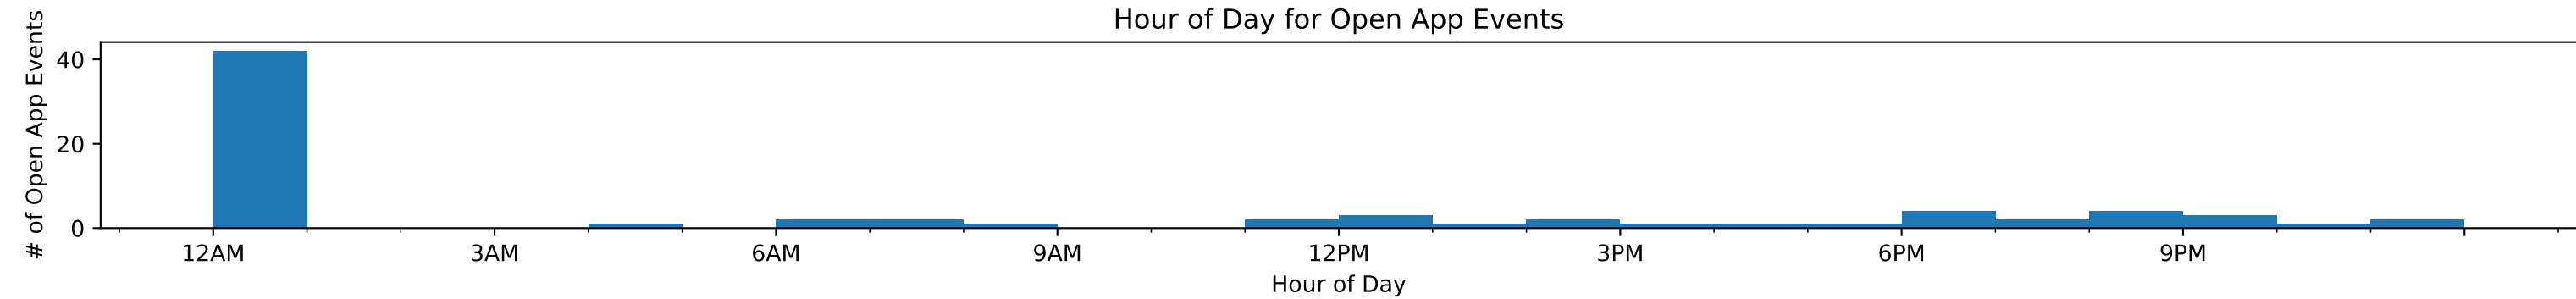 Hour of Day for Open App Events
# of Open App Events
40
20
0
12AM 3AM 6AM 9AM 12PM 3PM 6PM 9PM
Hour of Day